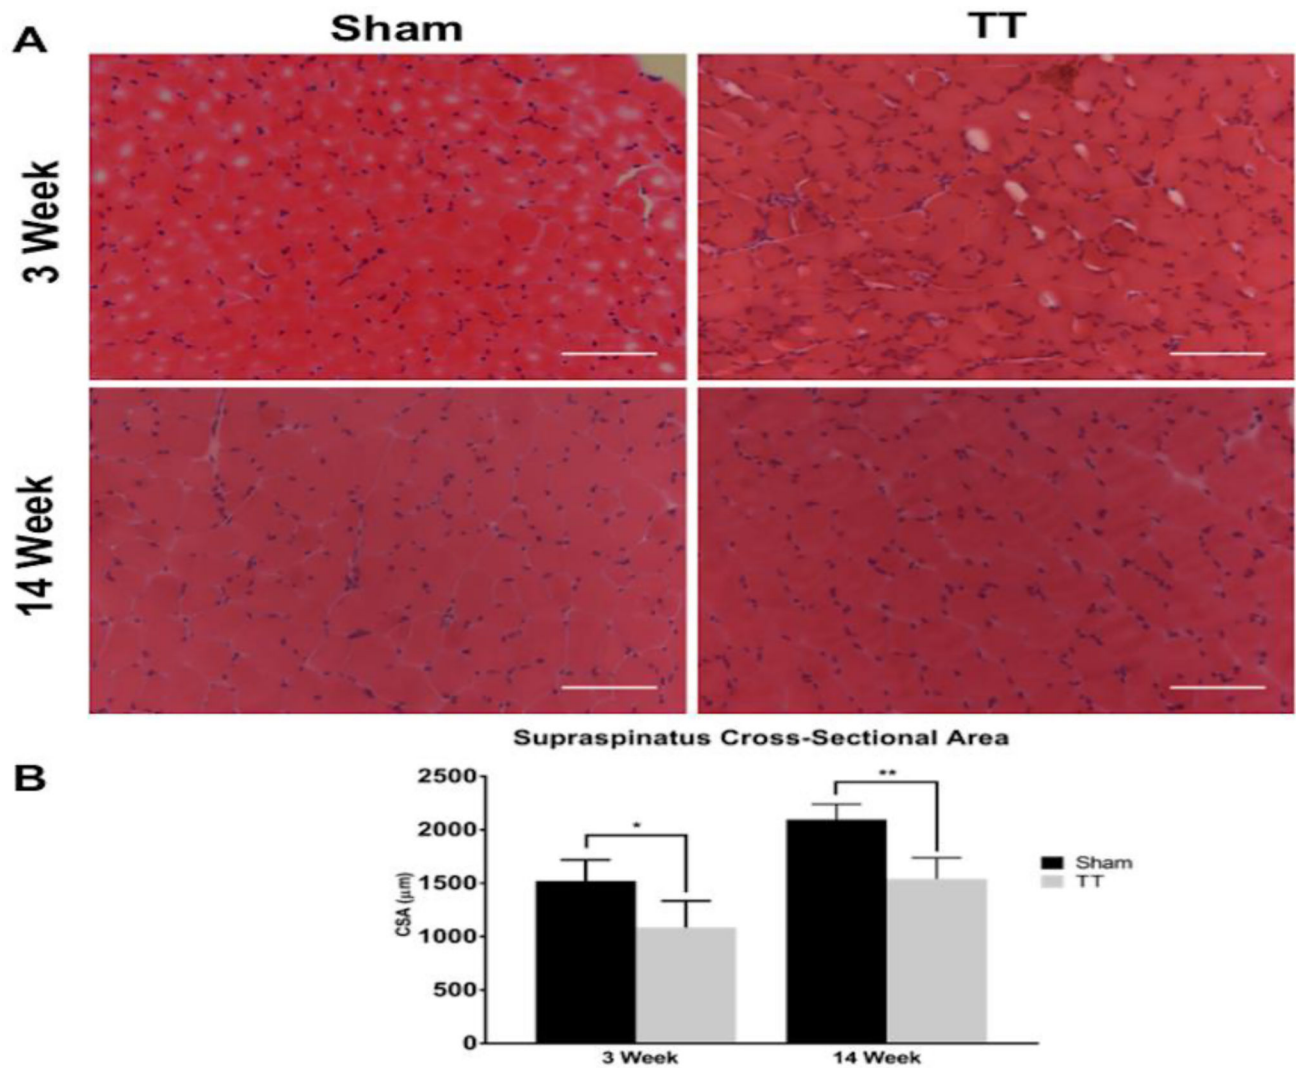 A
Sham
TT
3 Week
14 Week
Supraspinatus Cross-Sectional Area
B
2500
2000
1500
1000
500
0
CSA (μm)
*
**
Sham
TT
3 Week
14 Week